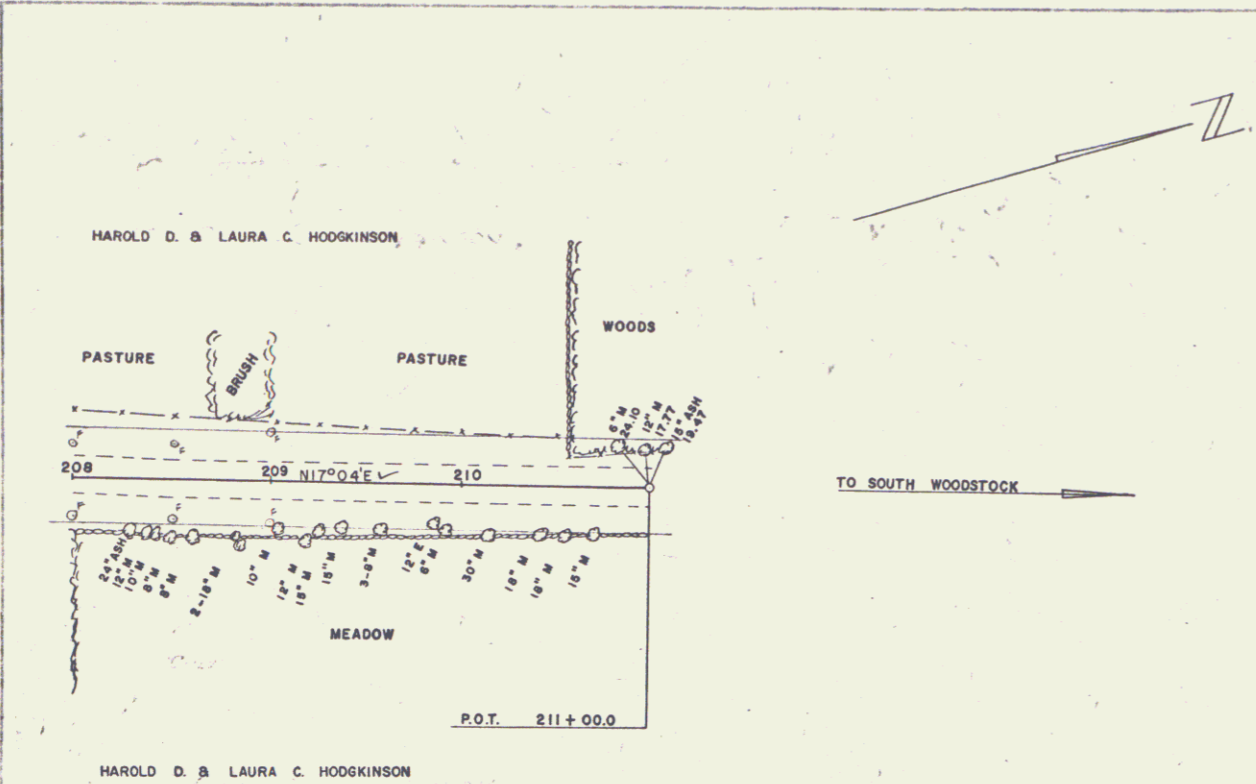 N.
HAROLD D. & LAURA C. HODGKINSON
WOODS
PASTURE
BRUSH
PASTURE
6" M
24.10
12" M
17.77
15" ASH
19.47
208
209
N17°04'E
210
TO SOUTH WOODSTOCK
24" ASH
12" M
10" M
8" M
8" M
2-18" M
10" M
12" M
15" M
15" M
3-8" M
12" E
6" M
30" M
18" M
18" M
15" M
MEADOW
P.O.T. 211+00.0
HAROLD D. & LAURA C. HODGKINSON